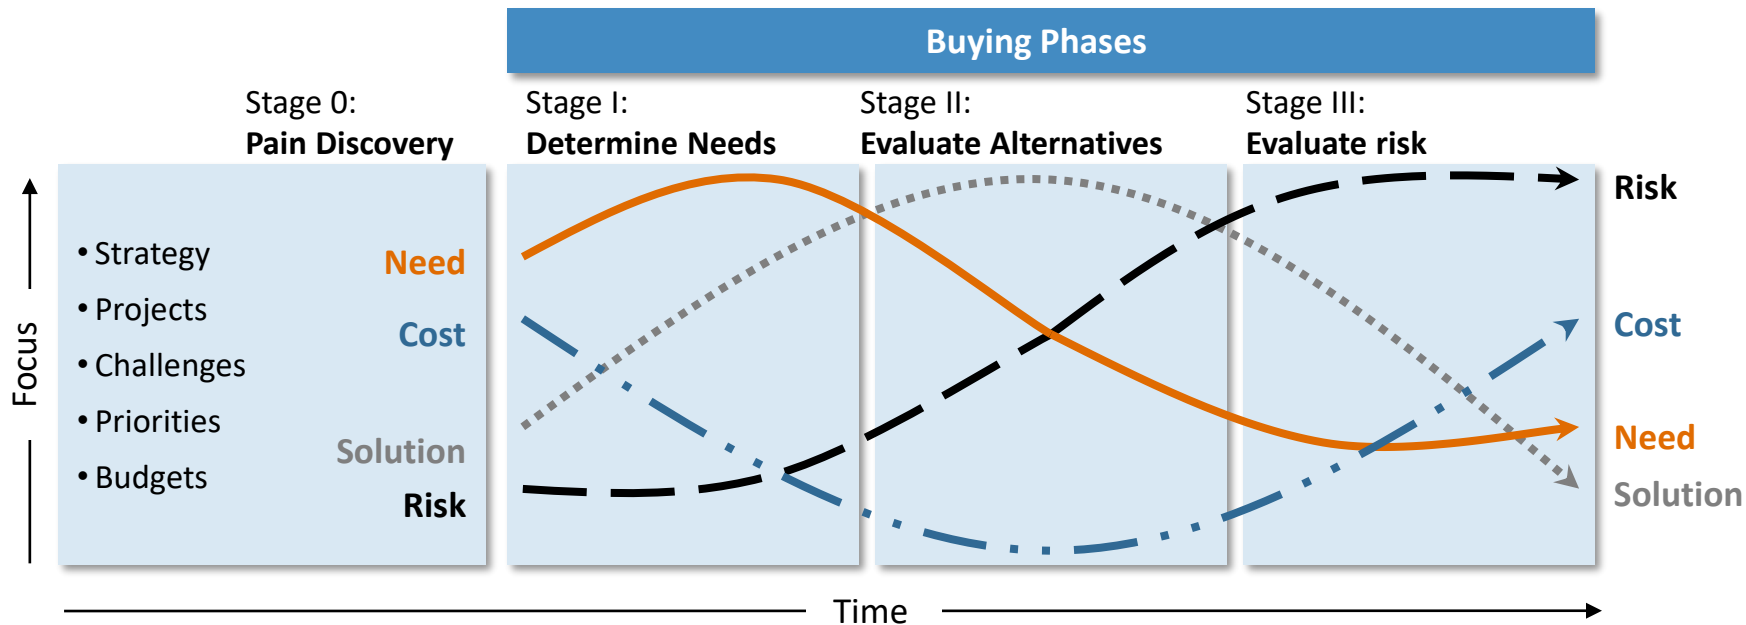 Buying Phases
Stage 0:
Pain Discovery
Stage I:
Determine Needs
Stage II:
Evaluate Alternatives
Stage III:
Evaluate risk
Focus
• Strategy
• Projects
• Challenges
• Priorities
• Budgets
Need
Cost
Solution
Risk
Risk
Cost
Need
Solution
Time